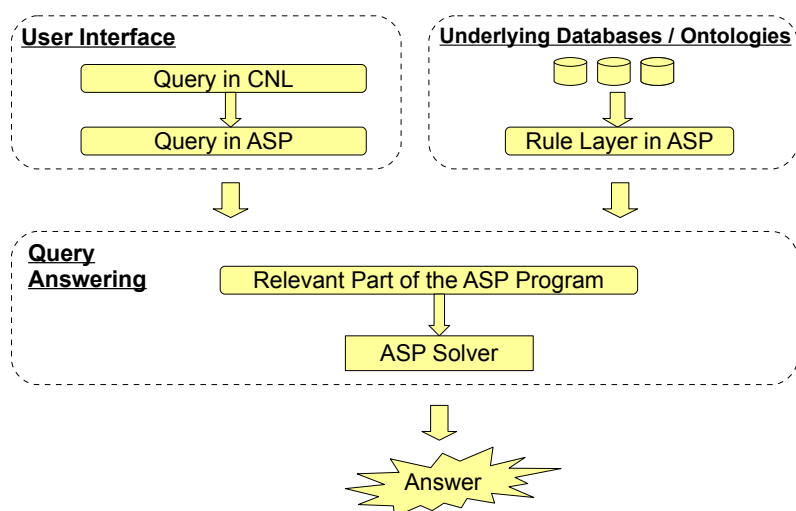 User Interface
Query in CNL
Query in ASP
Underlying Databases / Ontologies
Rule Layer in ASP
Query
Answering
Relevant Part of the ASP Program
ASP Solver
Answer